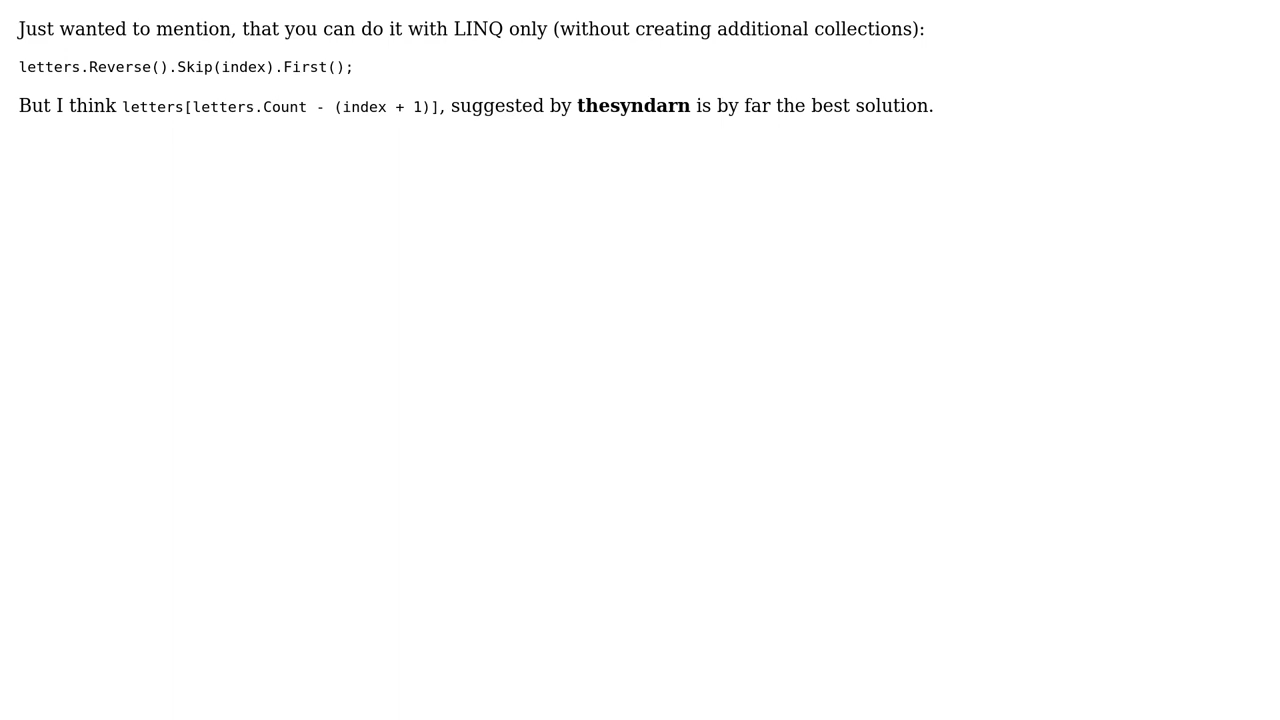 Just wanted to mention, that you can do it with LINQ only (without creating additional collections):
letters.Reverse().Skip(index).First();
But I think letters[letters.Count - (index + 1)], suggested by thesyndarn is by far the best solution.